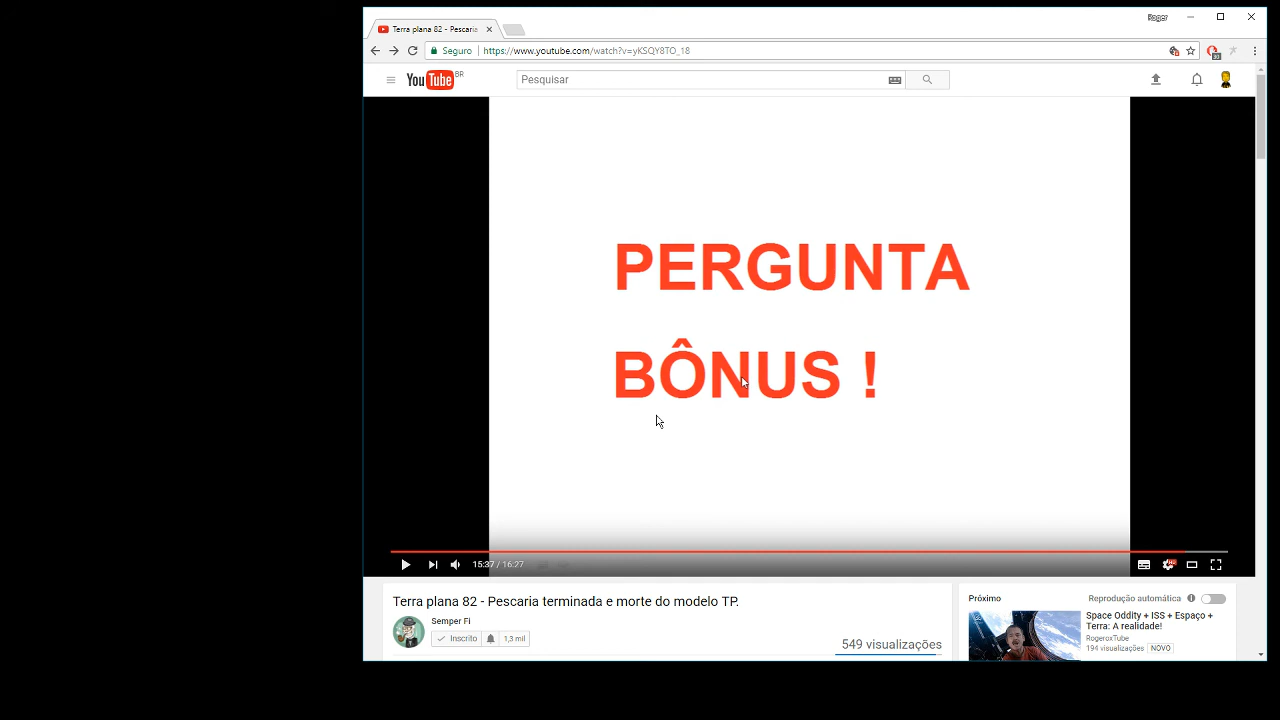 Roger
Terra plana 82 - Pescaria
Seguro
https://www.youtube.com/watch?v=yKSQY8TO_18
YouTube BR
Pesquisar
PERGUNTA
BÔNUS !
15:37 / 16:27
Terra plana 82 - Pescaria terminada e morte do modelo TP.
Semper Fi
Inscrito
1,3 mil
549 visualizações
Próximo
Reprodução automática
Space Oddity + ISS + Espaço +
Terra: A realidade!
RogeroxTube
194 visualizações
NOVO